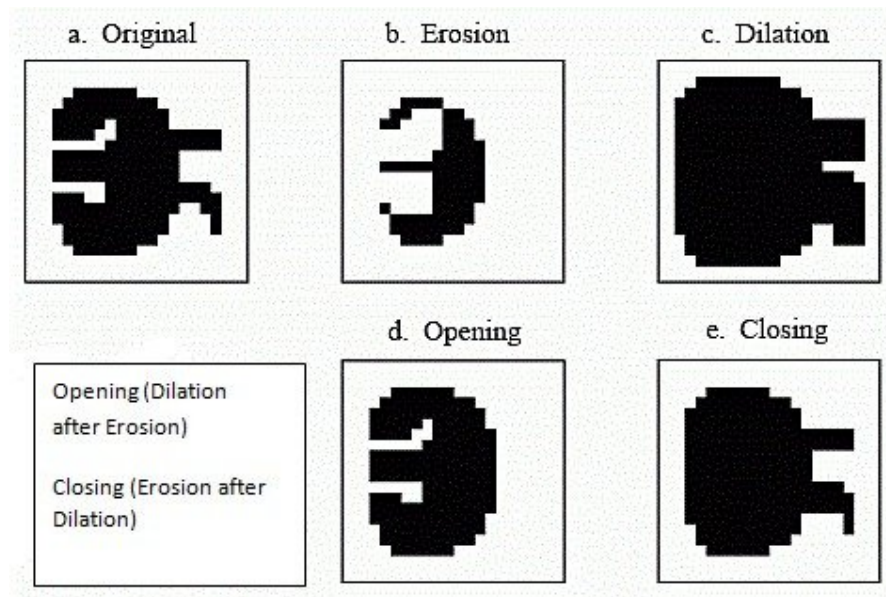 a. Original
b. Erosion
c. Dilation
d. Opening
e. Closing
Opening (Dilation
after Erosion)
Closing (Erosion after
Dilation)